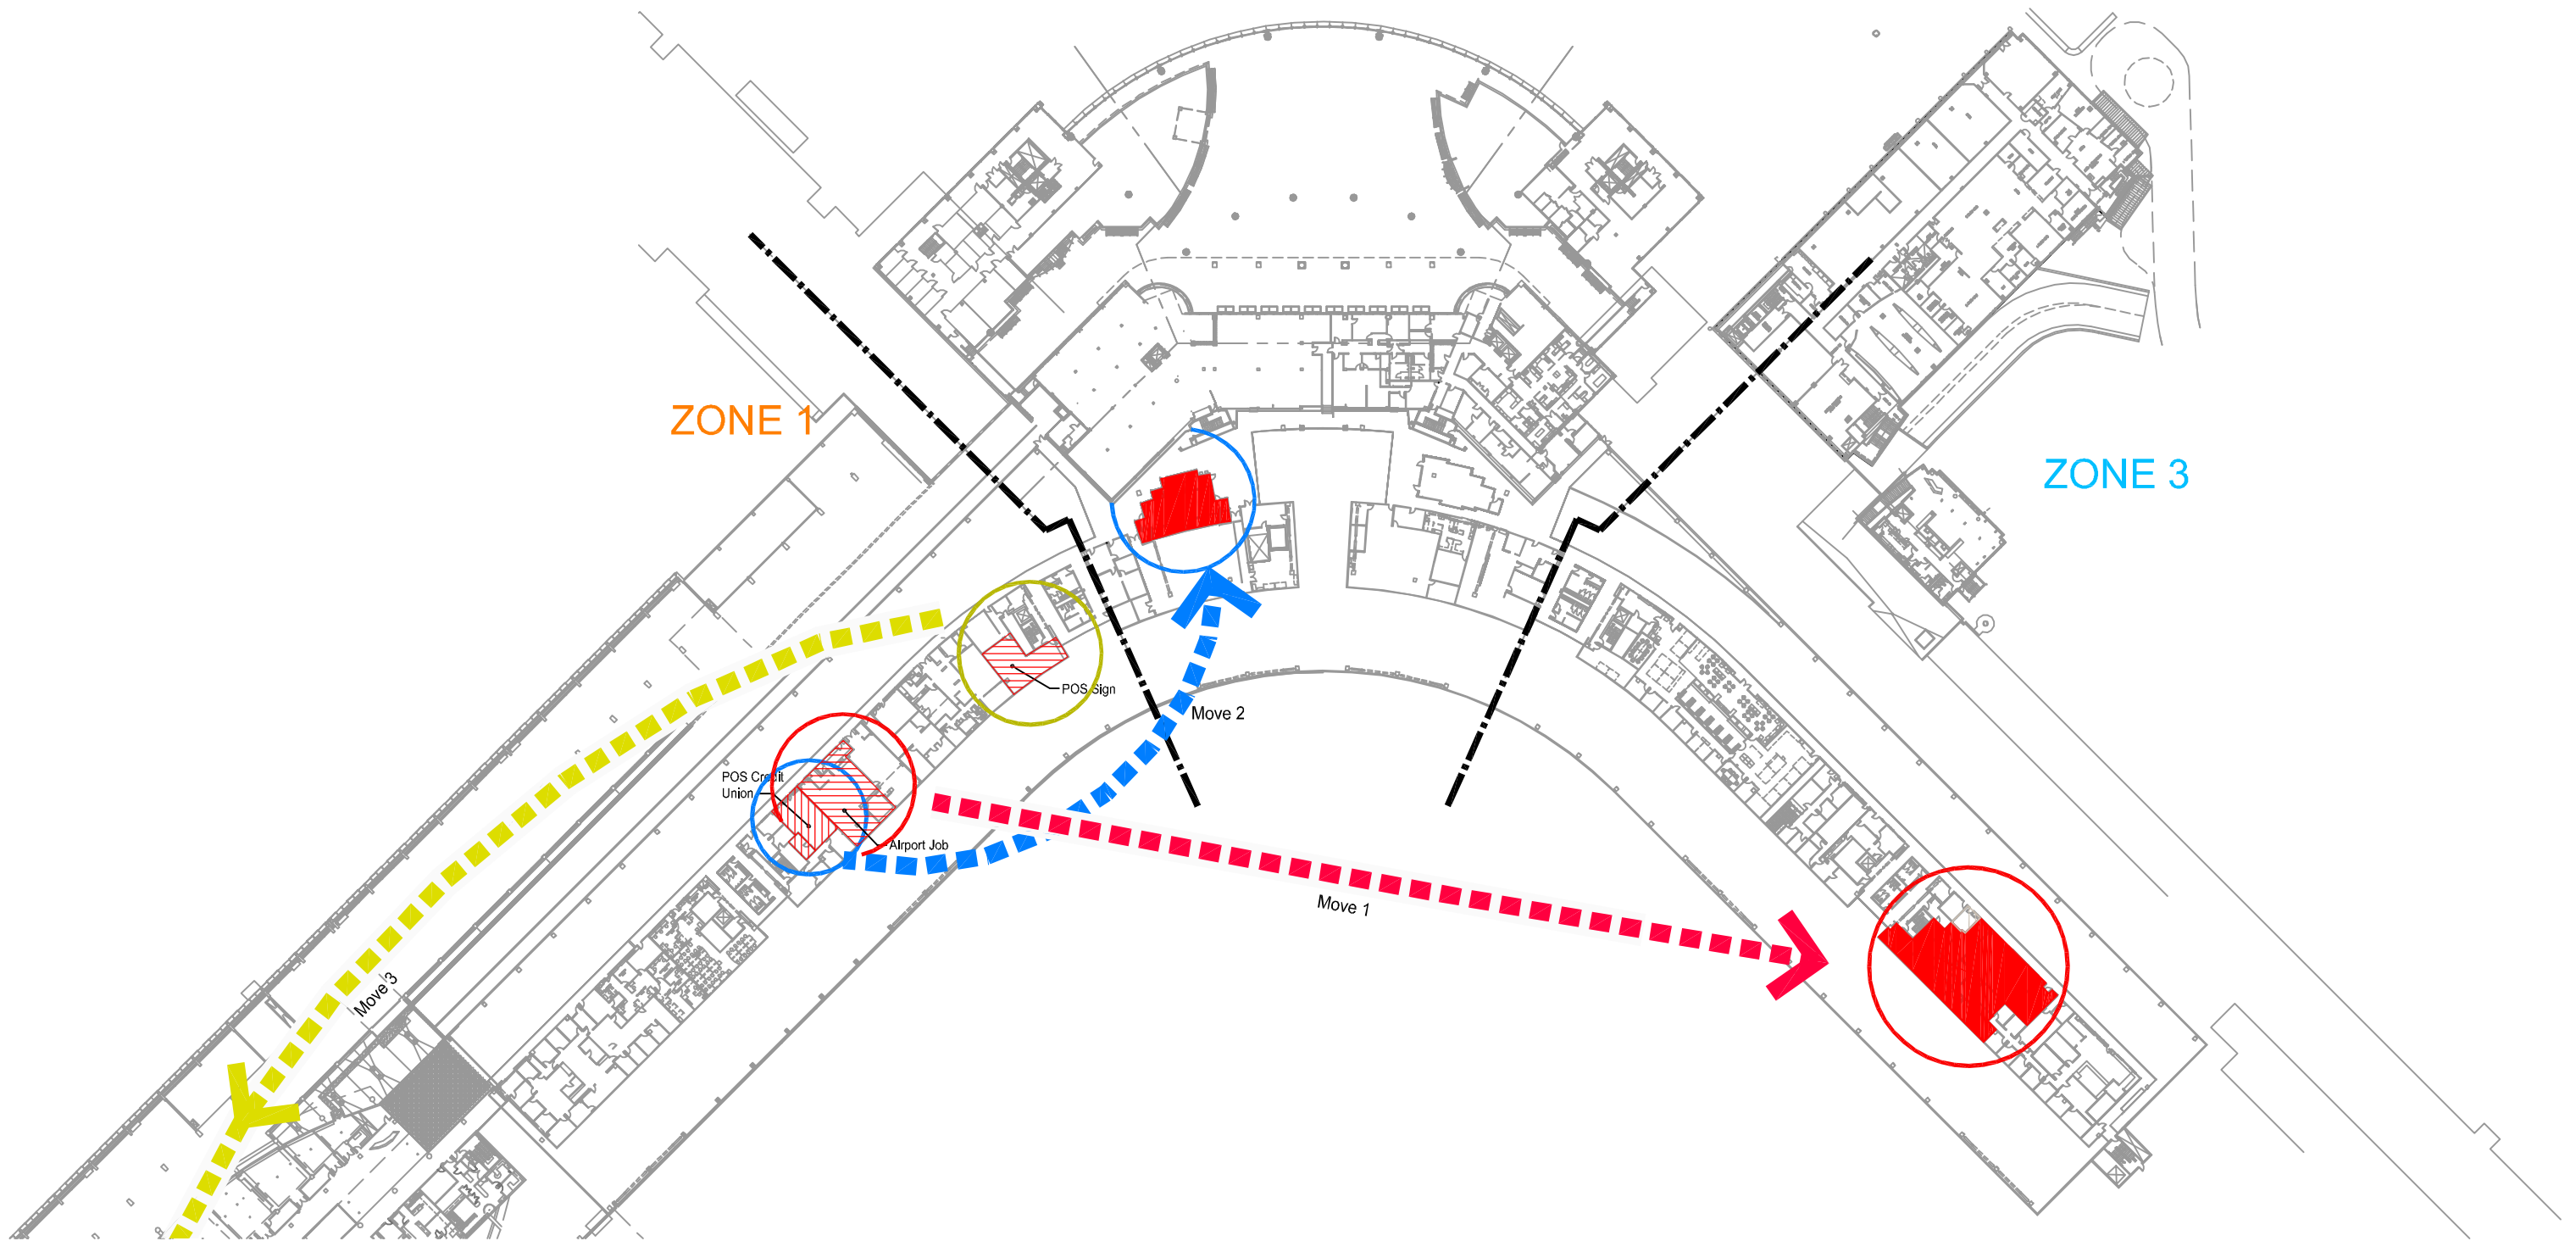 ZONE 1
ZONE 3
POS Sign
Move 2
POS Credit
Union
Airport Job
Move 1
Move 3